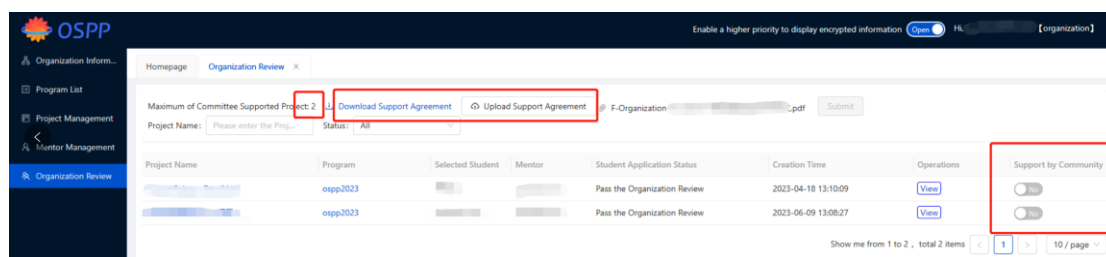 OSPP
Enable a higher priority to display encrypted information Open Hi, 【organization】
Organization Inform...
Homepage Organization Review ×
Program List
Maximum of Committee Supported Project: 2 Download Support Agreement Upload Support Agreement F-Organization .pdf Submit
Project Management
Project Name: Please enter the Proj... Status: All
Mentor Management
Project Name Program Selected Student Mentor Student Application Status Creation Time Operations Support by Community
Organization Review
ospp2023 Pass the Organization Review 2023-04-18 13:10:09 View No
ospp2023 Pass the Organization Review 2023-06-09 13:08:27 View No
Show me from 1 to 2 , total 2 items < 1 > 10 / page